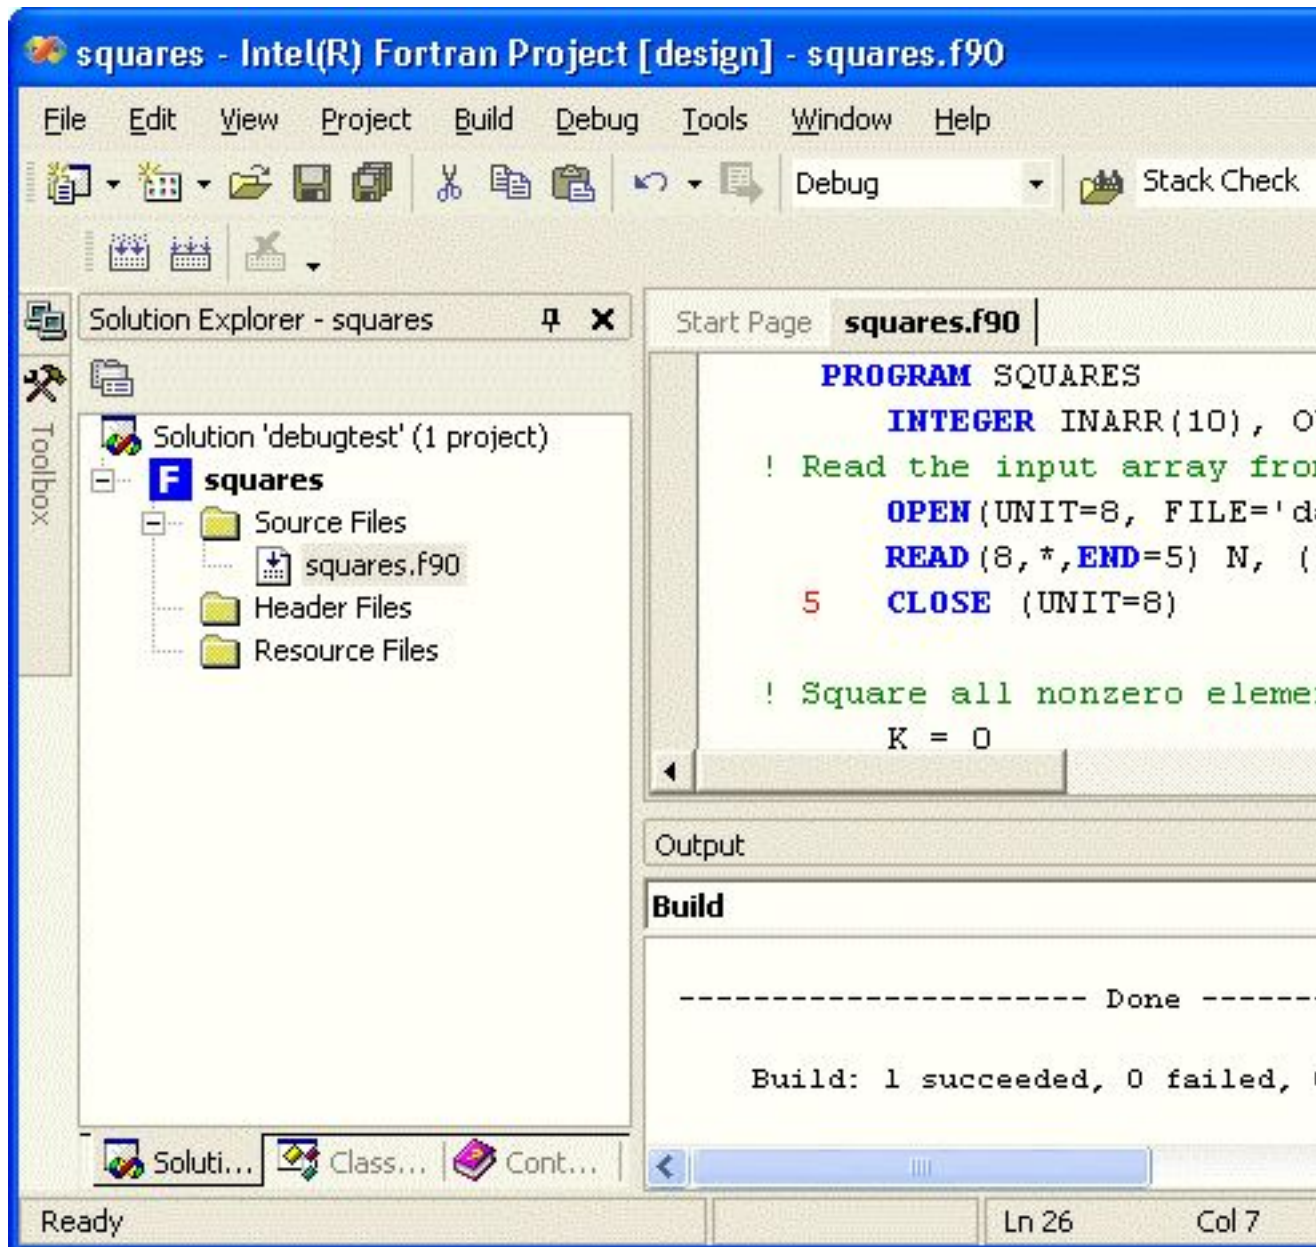 squares - Intel(R) Fortran Project [design] - squares.f90
File Edit View Project Build Debug Tools Window Help
Debug Stack Check
Solution Explorer - squares
Toolbox
Solution 'debugtest' (1 project)
F squares
Source Files
squares.f90
Header Files
Resource Files
Soluti... Class... Cont...
Start Page squares.f90
PROGRAM SQUARES
INTEGER INARR(10), O
! Read the input array from
OPEN(UNIT=8, FILE='da
READ(8,*,END=5) N, (
5 CLOSE (UNIT=8)
! Square all nonzero elemen
K = 0
Output
Build
---------------------- Done ------
Build: 1 succeeded, 0 failed,
Ready Ln 26 Col 7